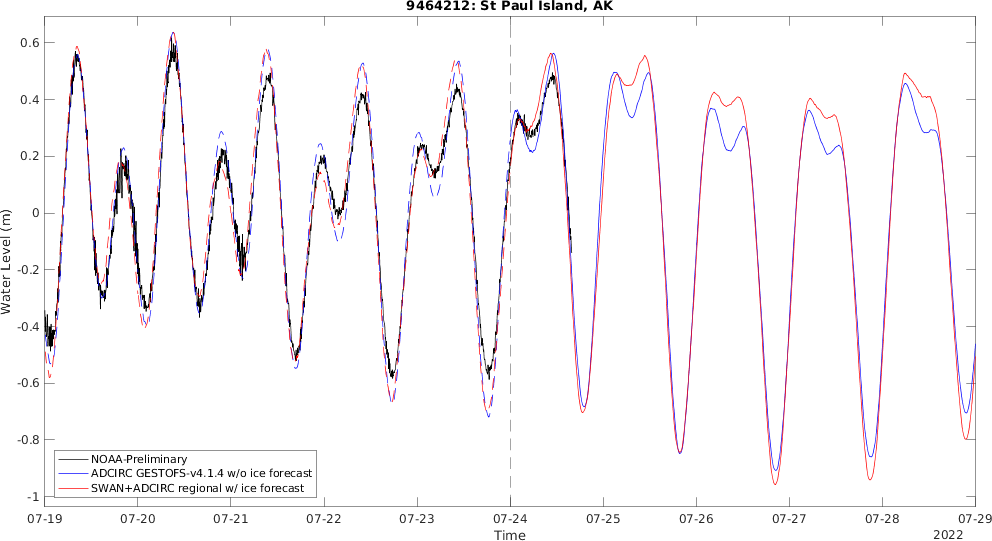 9464212: St Paul Island, AK
Water Level (m)
0.6
0.4
0.2
0
-0.2
-0.4
-0.6
-0.8
-1
NOAA-Preliminary
ADCIRC GESTOFS-v4.1.4 w/o ice forecast
SWAN+ADCIRC regional w/ ice forecast
07-19 07-20 07-21 07-22 07-23 07-24 07-25 07-26 07-27 07-28 07-29
Time
2022